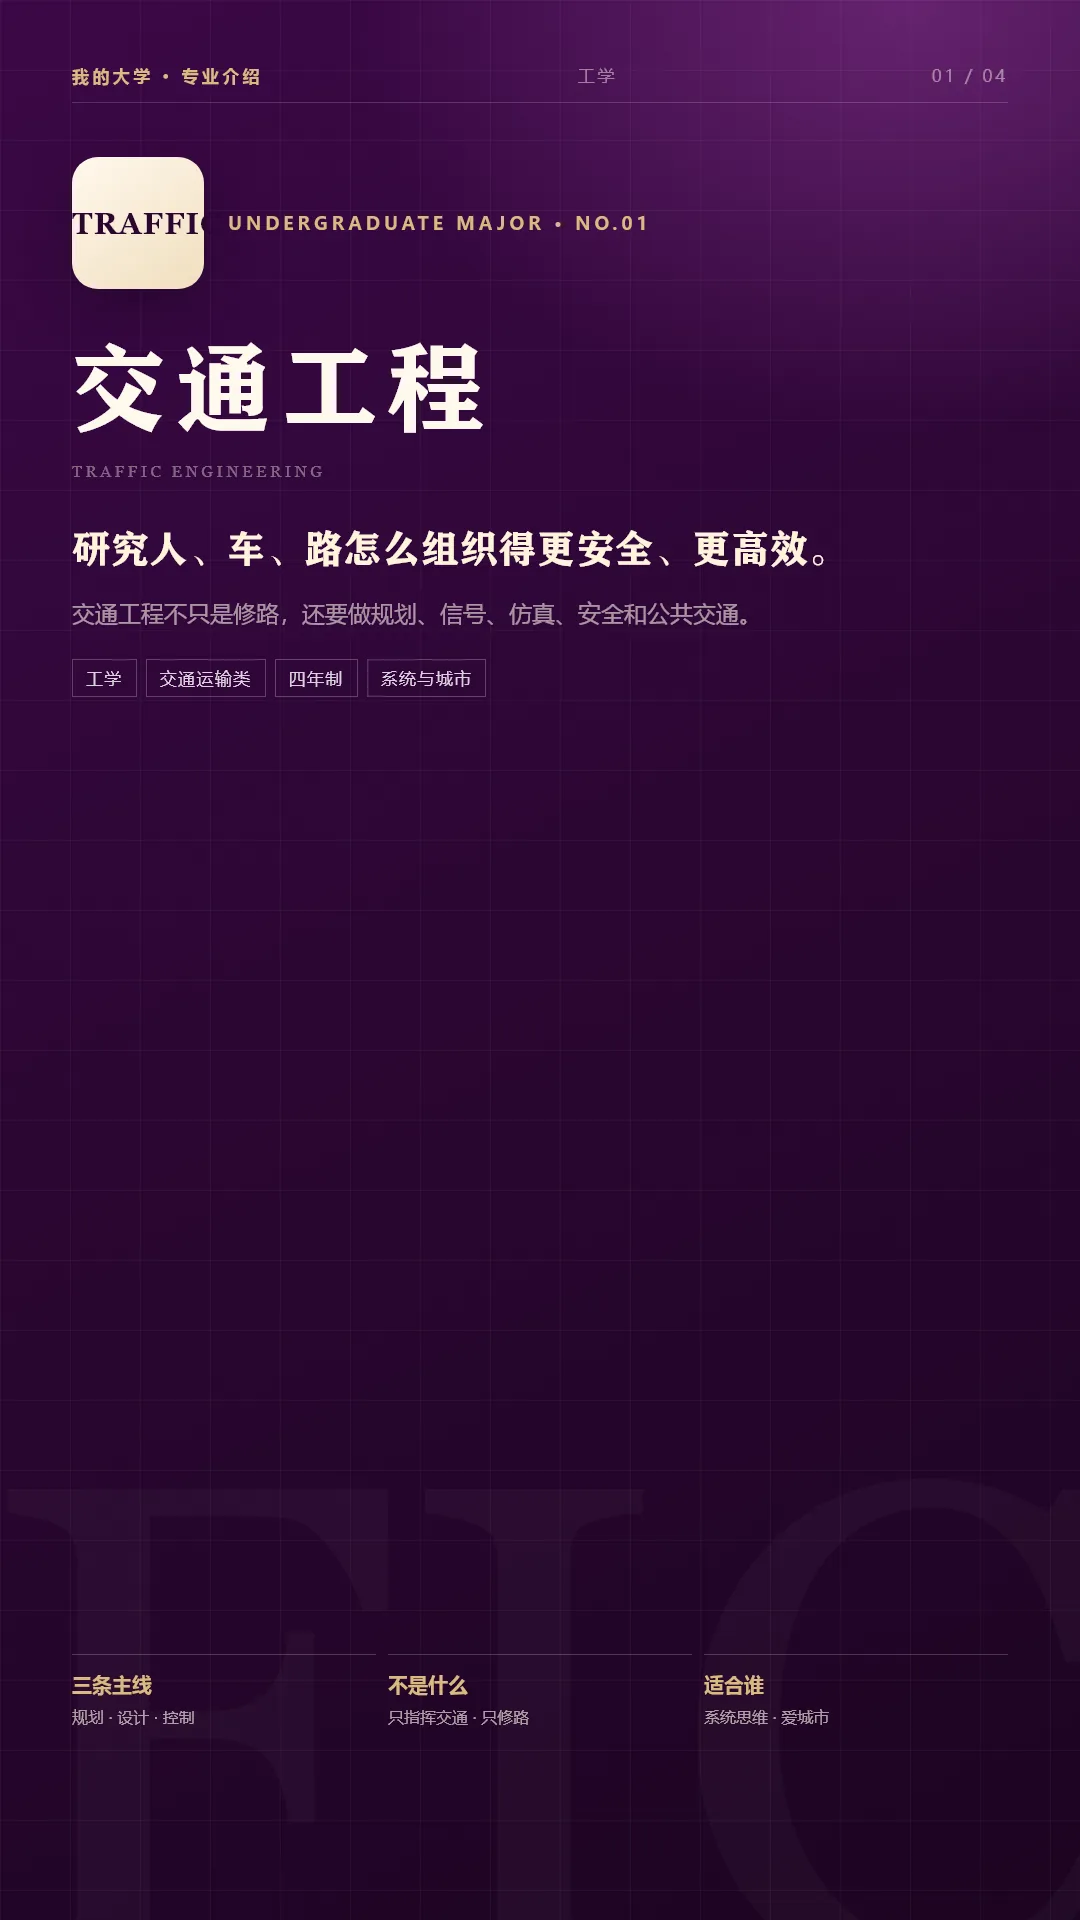 我的大学 • 专业介绍
工学
01 / 04
TRAFFIC
UNDERGRADUATE MAJOR • NO.01
交通工程
TRAFFIC ENGINEERING
研究人、车、路怎么组织得更安全、更高效。
交通工程不只是修路，还要做规划、信号、仿真、安全和公共交通。
工学
交通运输类
四年制
系统与城市
FIC
三条主线
规划 · 设计 · 控制
不是什么
只指挥交通 · 只修路
适合谁
系统思维 · 爱城市